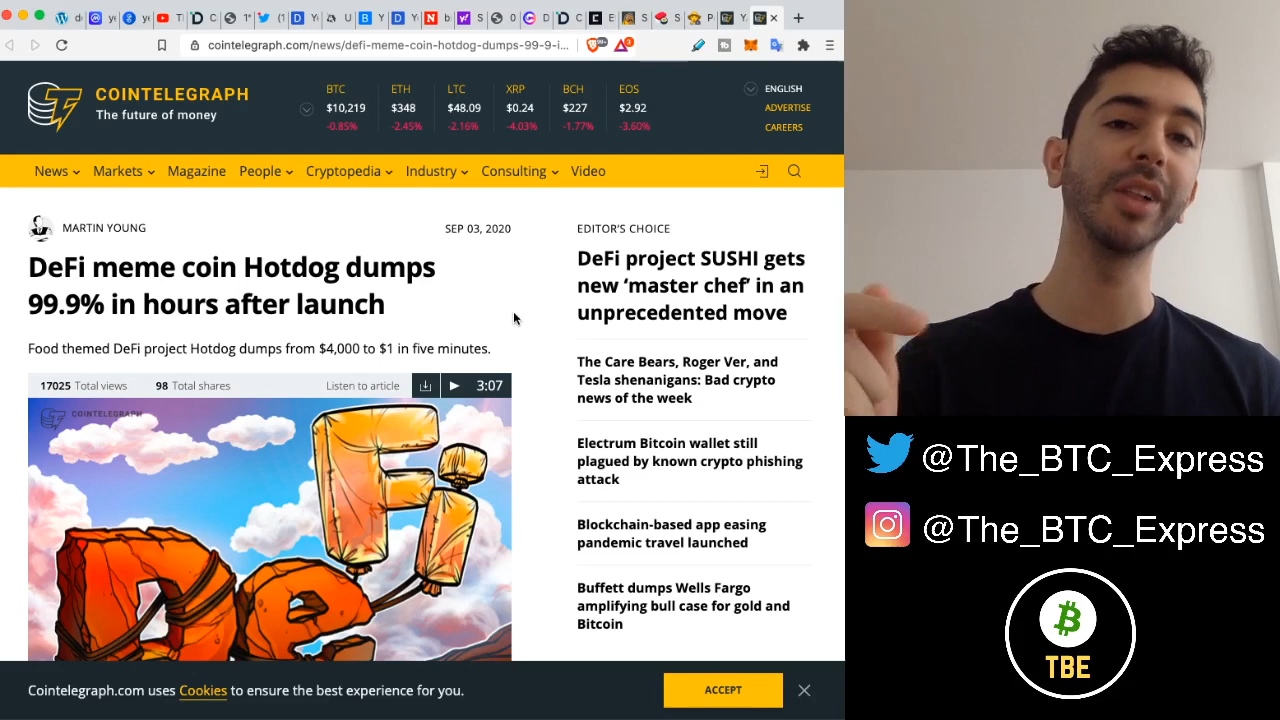 cointelegraph.com/news/defi-meme-coin-hotdog-dumps-99-9-i...
COINTELEGRAPH
The future of money
BTC ETH LTC XRP BCH EOS
$10,219 $348 $48.09 $0.24 $227 $2.92
-0.85% -2.45% -2.16% -4.03% -1.77% -3.60%
ENGLISH
ADVERTISE
CAREERS
News Markets Magazine People Cryptopedia Industry Consulting Video
MARTIN YOUNG SEP 03, 2020
DeFi meme coin Hotdog dumps
99.9% in hours after launch
Food themed DeFi project Hotdog dumps from $4,000 to $1 in five minutes.
17025 Total views 98 Total shares Listen to article 3:07
COINTELEGRAPH
DeFi
EDITOR'S CHOICE
DeFi project SUSHI gets
new ‘master chef’ in an
unprecedented move
The Care Bears, Roger Ver, and
Tesla shenanigans: Bad crypto
news of the week
Electrum Bitcoin wallet still
plagued by known crypto phishing
attack
Blockchain-based app easing
pandemic travel launched
Buffett dumps Wells Fargo
amplifying bull case for gold and
Bitcoin
Cointelegraph.com uses Cookies to ensure the best experience for you.
ACCEPT
@The_BTC_Express
@The_BTC_Express
TBE